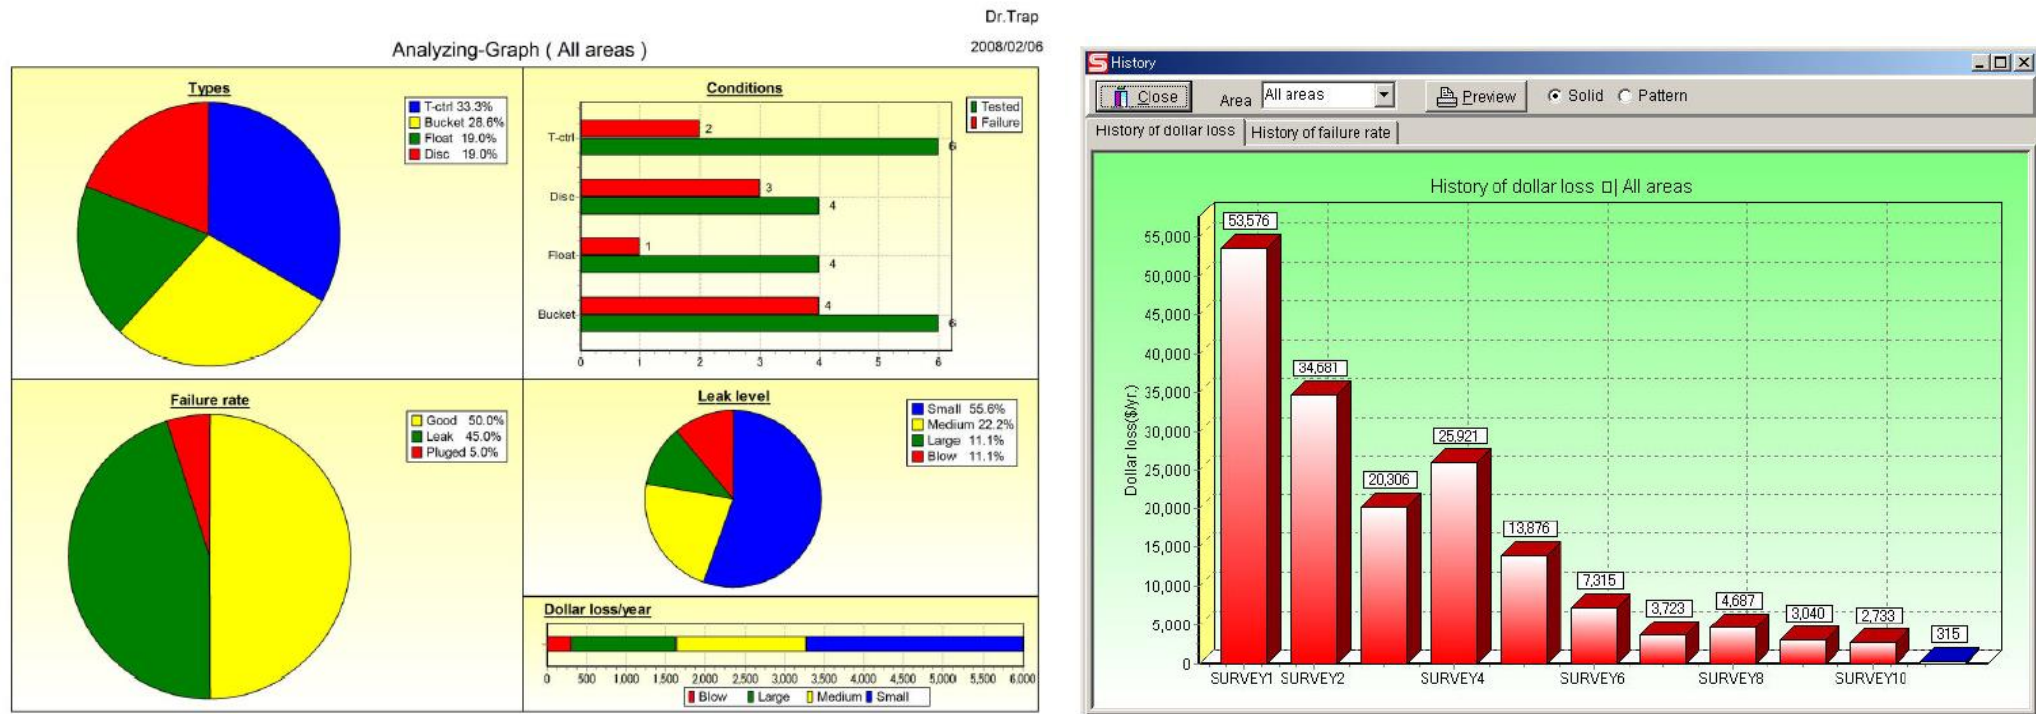 Dr.Trap
Analyzing-Graph ( All areas )
2008/02/06
Types
T-ctrl 33.3%
Bucket 28.6%
Float 19.0%
Disc 19.0%
Conditions
Tested
Failure
T-ctrl
2
6
Disc
3
4
Float
1
4
Bucket
4
6
0 1 2 3 4 5 6
Failure rate
Good 50.0%
Leak 45.0%
Pluged 5.0%
Leak level
Small 55.6%
Medium 22.2%
Large 11.1%
Blow 11.1%
Dollar loss/year
0 500 1,000 1,500 2,000 2,500 3,000 3,500 4,000 4,500 5,000 5,500 6,000
Blow Large Medium Small
S History
Close Area All areas Preview Solid Pattern
History of dollar loss History of failure rate
History of dollar loss □| All areas
Dollar loss($/yr.)
55,000
50,000
45,000
40,000
35,000
30,000
25,000
20,000
15,000
10,000
5,000
0
53,576
34,681
20,306
25,921
13,876
7,315
3,723
4,687
3,040
2,733
315
SURVEY1 SURVEY2 SURVEY4 SURVEY6 SURVEY8 SURVEY10